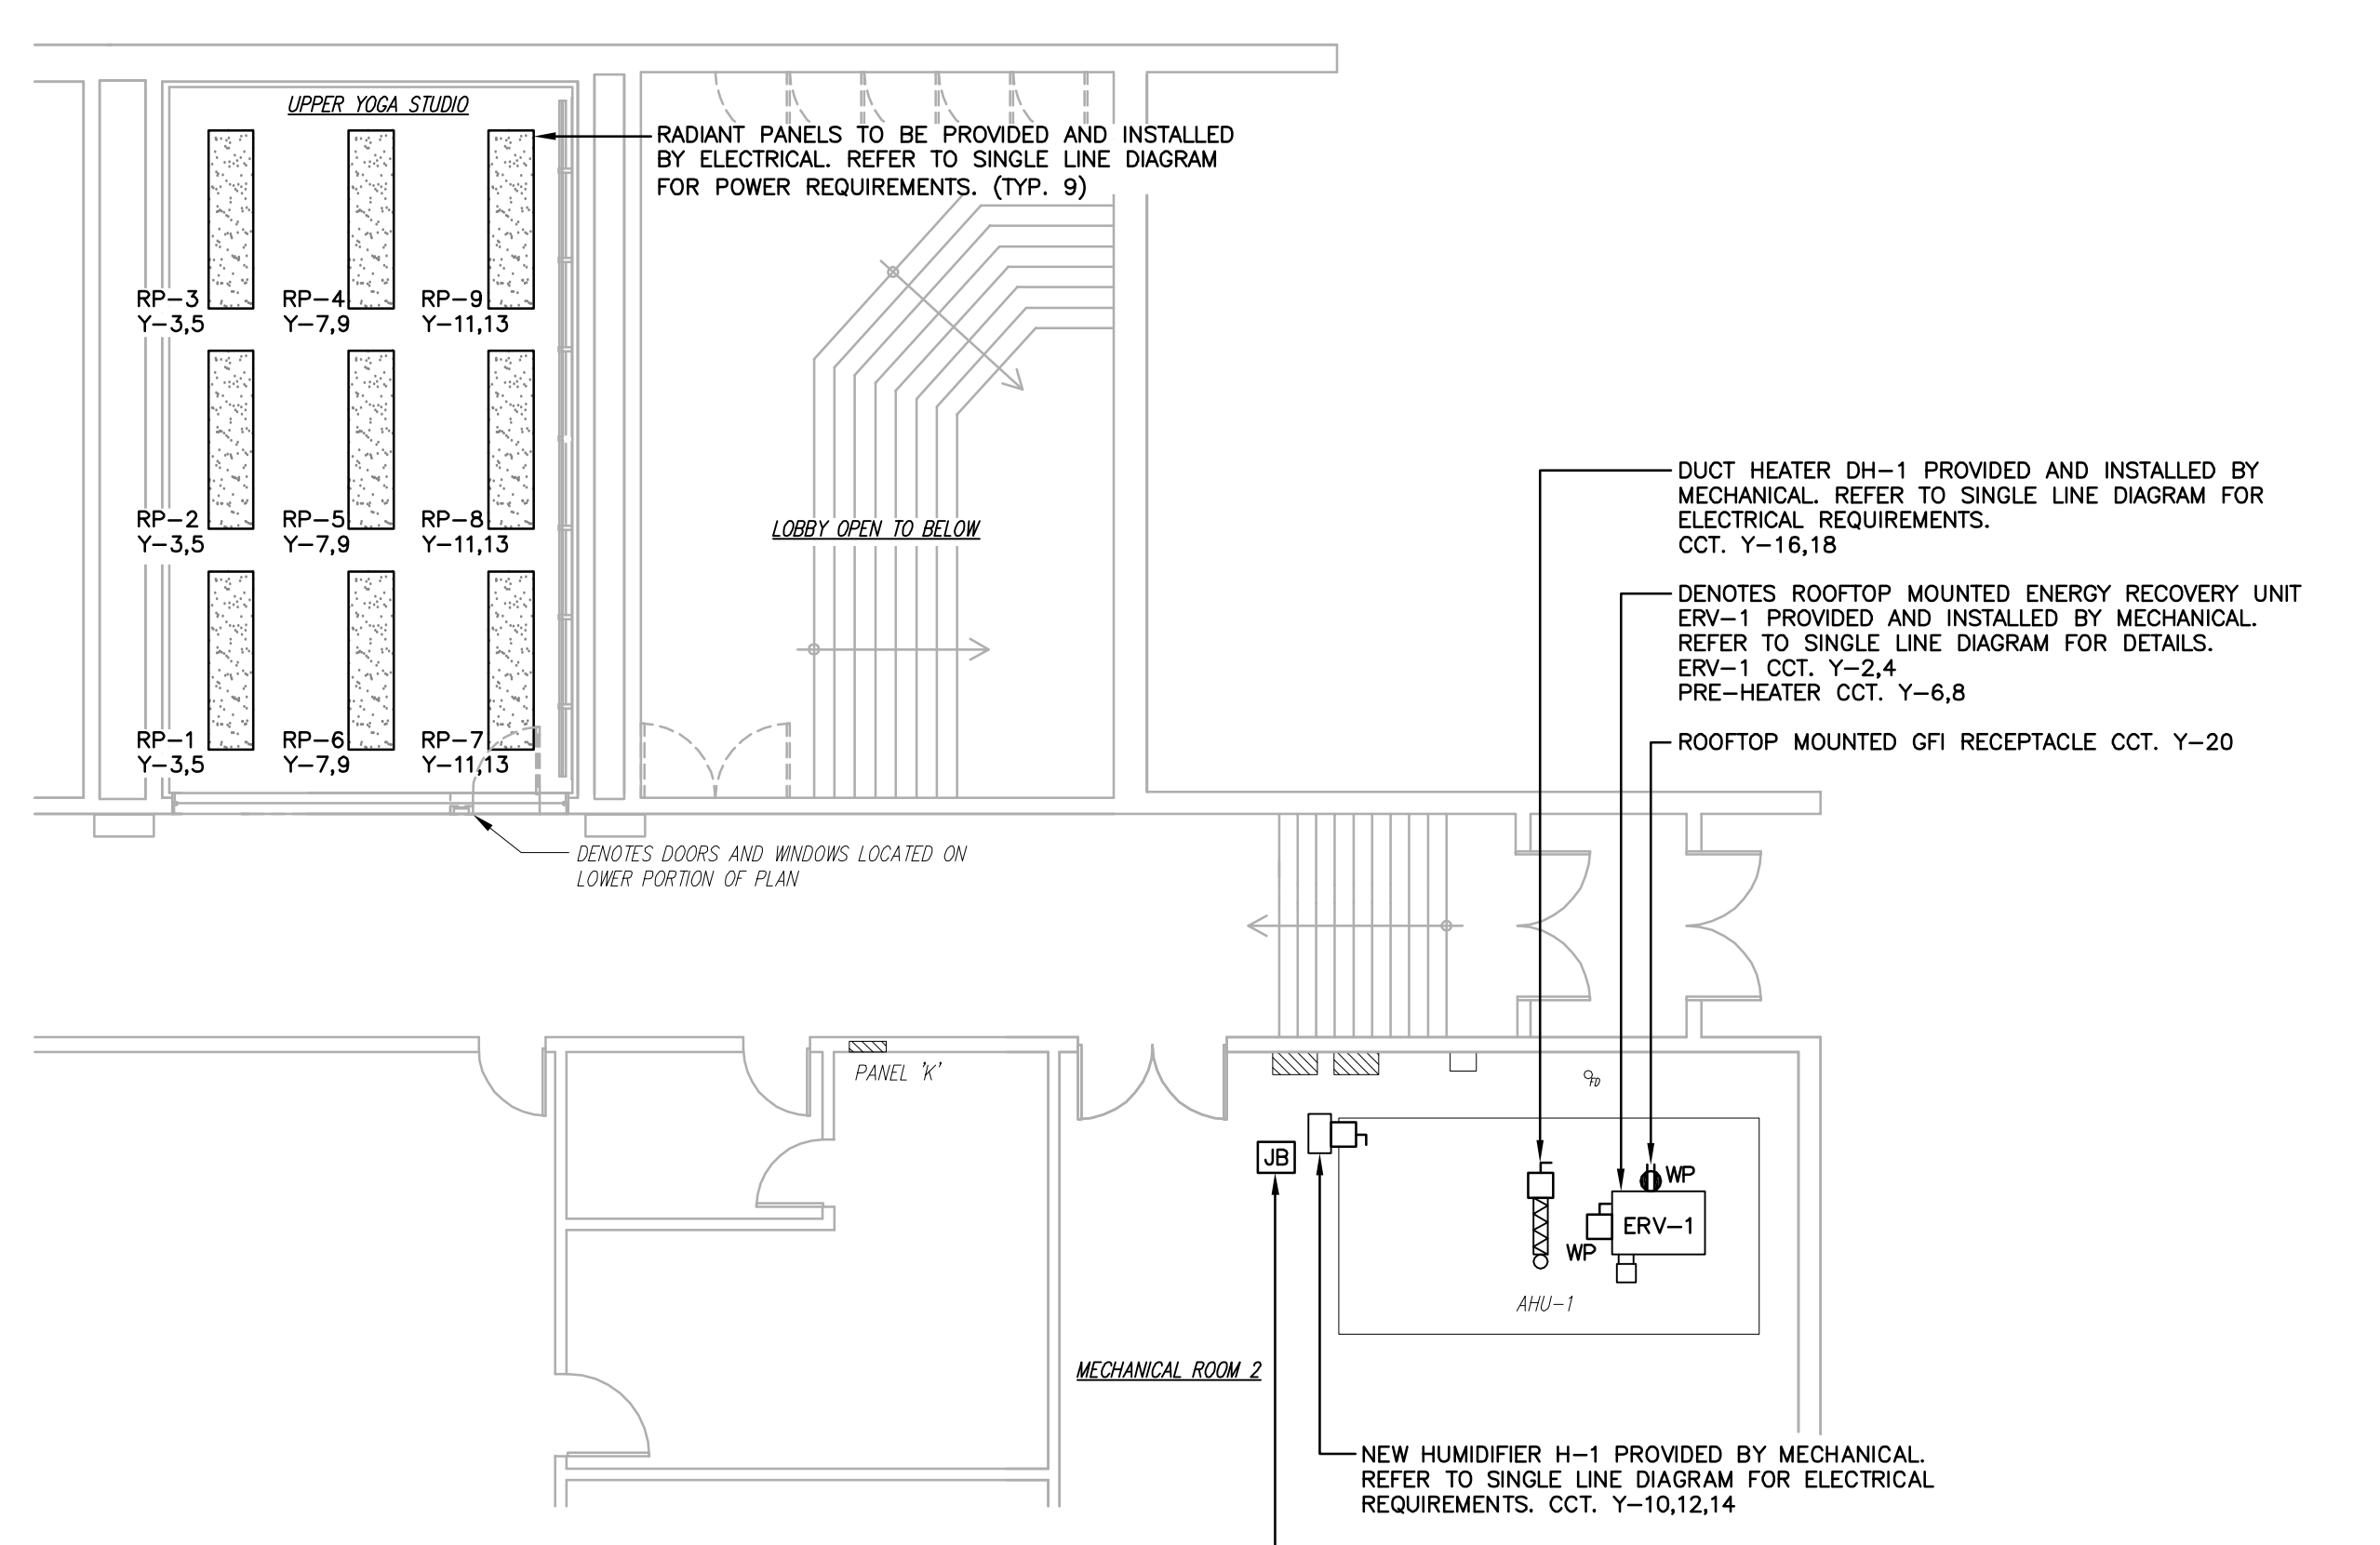 UPPER YOGA STUDIO
RADIANT PANELS TO BE PROVIDED AND INSTALLED
BY ELECTRICAL. REFER TO SINGLE LINE DIAGRAM
FOR POWER REQUIREMENTS. (TYP. 9)
RP-3
Y-3,5
RP-4
Y-7,9
RP-9
Y-11,13
RP-2
Y-3,5
RP-5
Y-7,9
RP-8
Y-11,13
RP-1
Y-3,5
RP-6
Y-7,9
RP-7
Y-11,13
LOBBY OPEN TO BELOW
DENOTES DOORS AND WINDOWS LOCATED ON
LOWER PORTION OF PLAN
DUCT HEATER DH-1 PROVIDED AND INSTALLED BY
MECHANICAL. REFER TO SINGLE LINE DIAGRAM FOR
ELECTRICAL REQUIREMENTS.
CCT. Y-16,18
DENOTES ROOFTOP MOUNTED ENERGY RECOVERY UNIT
ERV-1 PROVIDED AND INSTALLED BY MECHANICAL.
REFER TO SINGLE LINE DIAGRAM FOR DETAILS.
ERV-1 CCT. Y-2,4
PRE-HEATER CCT. Y-6,8
ROOFTOP MOUNTED GFI RECEPTACLE CCT. Y-20
PANEL 'K'
FD
JB
WP
ERV-1
WP
AHU-1
MECHANICAL ROOM 2
NEW HUMIDIFIER H-1 PROVIDED BY MECHANICAL.
REFER TO SINGLE LINE DIAGRAM FOR ELECTRICAL
REQUIREMENTS. CCT. Y-10,12,14